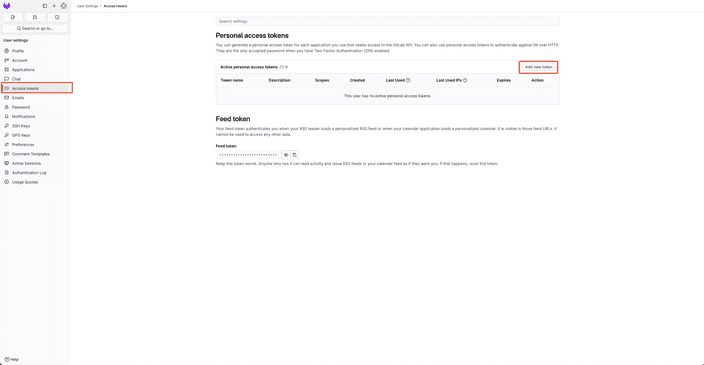 User Settings / Access tokens
Search or go to...
User settings
Profile
Account
Applications
Chat
Access tokens
Emails
Password
Notifications
SSH Keys
GPG Keys
Preferences
Comment Templates
Active Sessions
Authentication Log
Usage Quotas
Help
Search settings
Personal access tokens
You can generate a personal access token for each application you use that needs access to the GitLab API. You can also use personal access tokens to authenticate against Git over HTTP.
They are the only accepted password when you have Two-Factor Authentication (2FA) enabled.
Active personal access tokens 0
Add new token
Token name Description Scopes Created Last Used Last Used IPs Expires Action
This user has no active personal access tokens.
Feed token
Your feed token authenticates you when your RSS reader loads a personalized RSS feed or when your calendar application loads a personalized calendar. It is visible in those feed URLs. It
cannot be used to access any other data.
Feed token
Keep this token secret. Anyone who has it can read activity and issue RSS feeds or your calendar feed as if they were you. If that happens, reset this token.